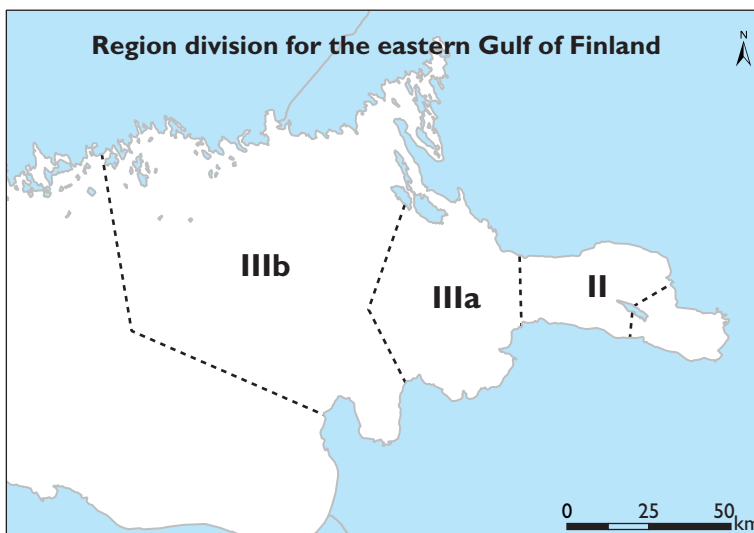 Region division for the eastern Gulf of Finland
N
IIIb
IIIa
II
0 25 50
km